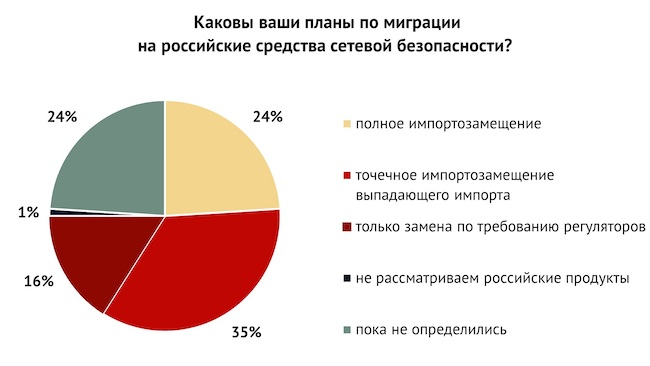 Каковы ваши планы по миграции
на российские средства сетевой безопасности?
24%
24%
1%
16%
35%
полное импортозамещение
точечное импортозамещение
выпадающего импорта
только замена по требованию регуляторов
не рассматриваем российские продукты
пока не определились